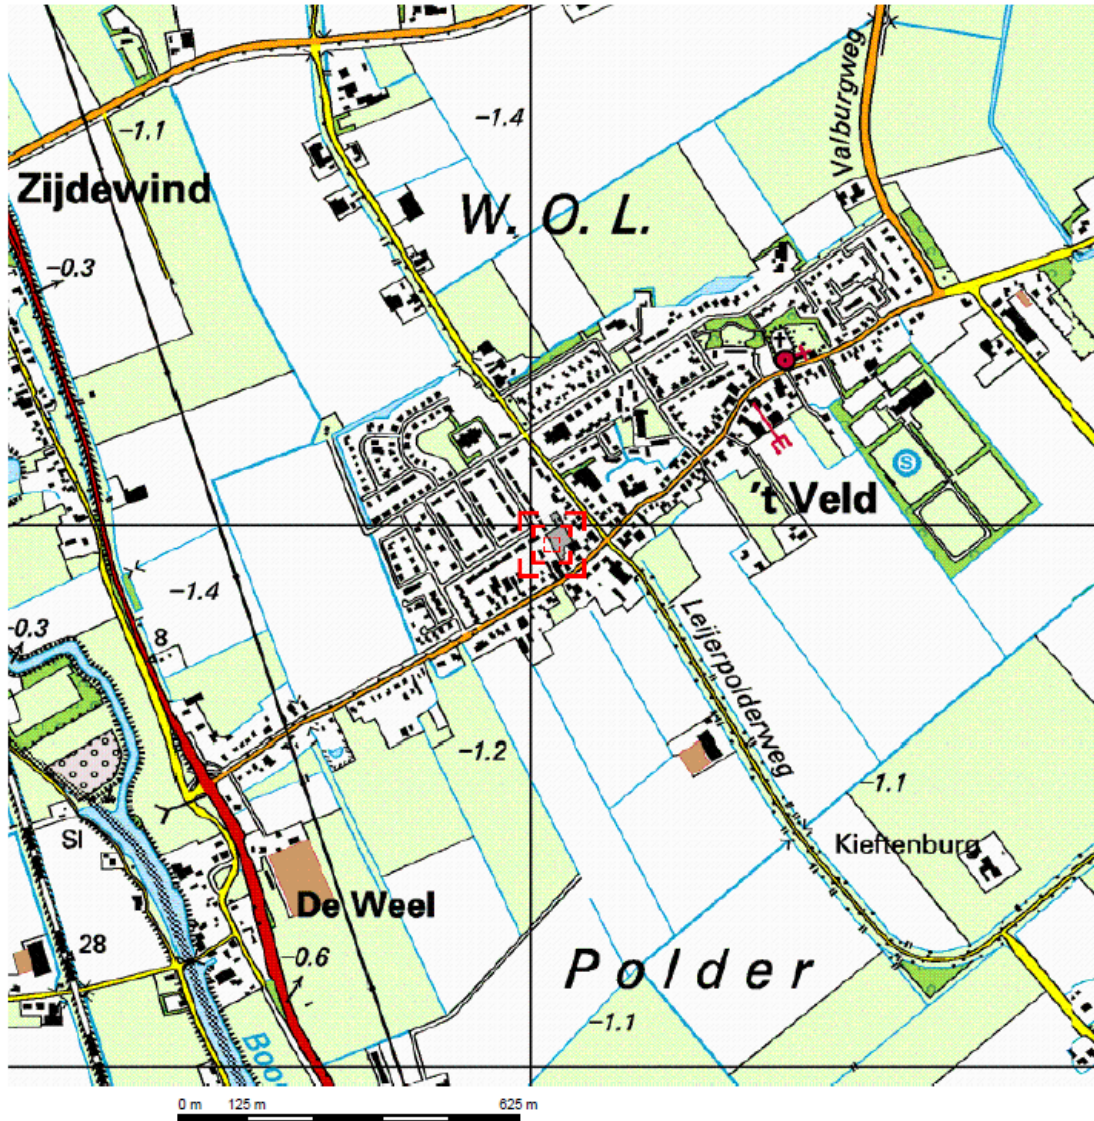 -1.1
-1.4
Valburgweg
Zijdewind
W. O. L.
-0.3
't Veld
S
-1.4
-0.3
8
Leijerpolderweg
-1.2
-1.1
Sl
Kieftenburg
De Weel
28
-0.6
Polder
-1.1
Boo
0 m 125 m 625 m